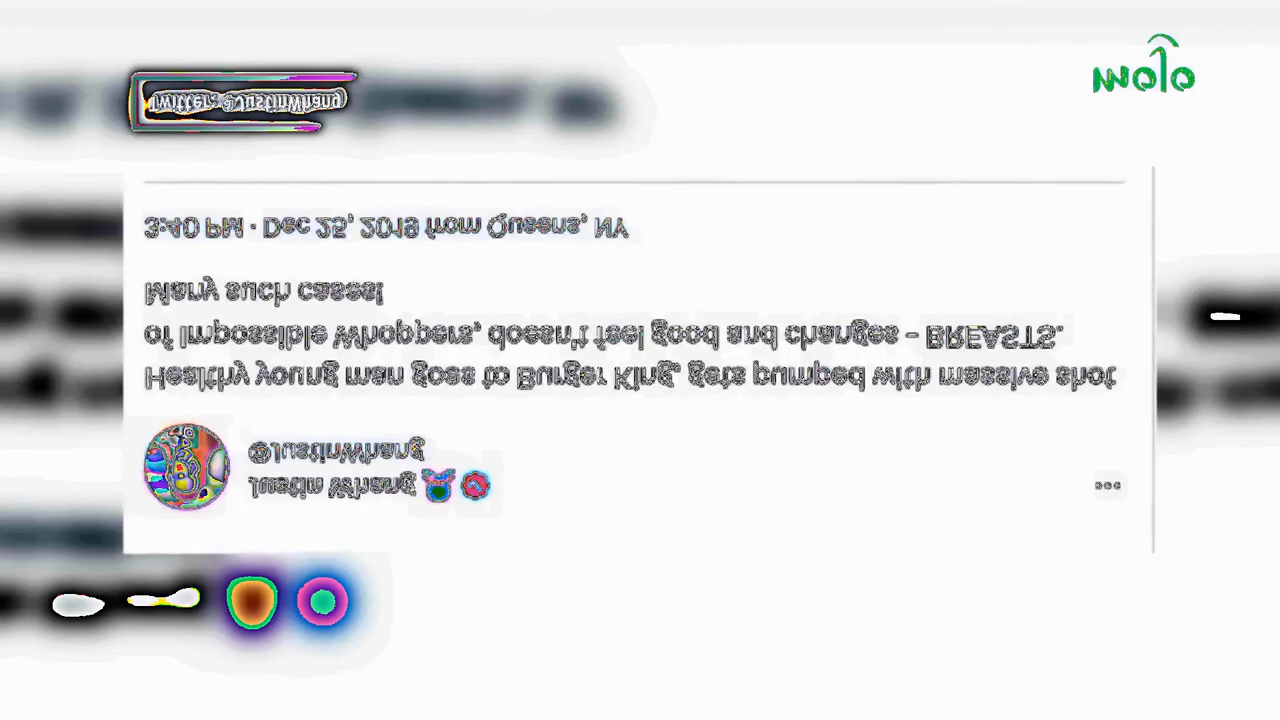 Justin Whang
@JustinWhang
Healthy young man goes to Burger King, gets pumped with massive shot
of Impossible Whoppers, doesn't feel good and changes - BREASTS.
Many such cases!
3:40 PM · Dec 25, 2019 from Queens, NY
Twitter: @JustinWhang